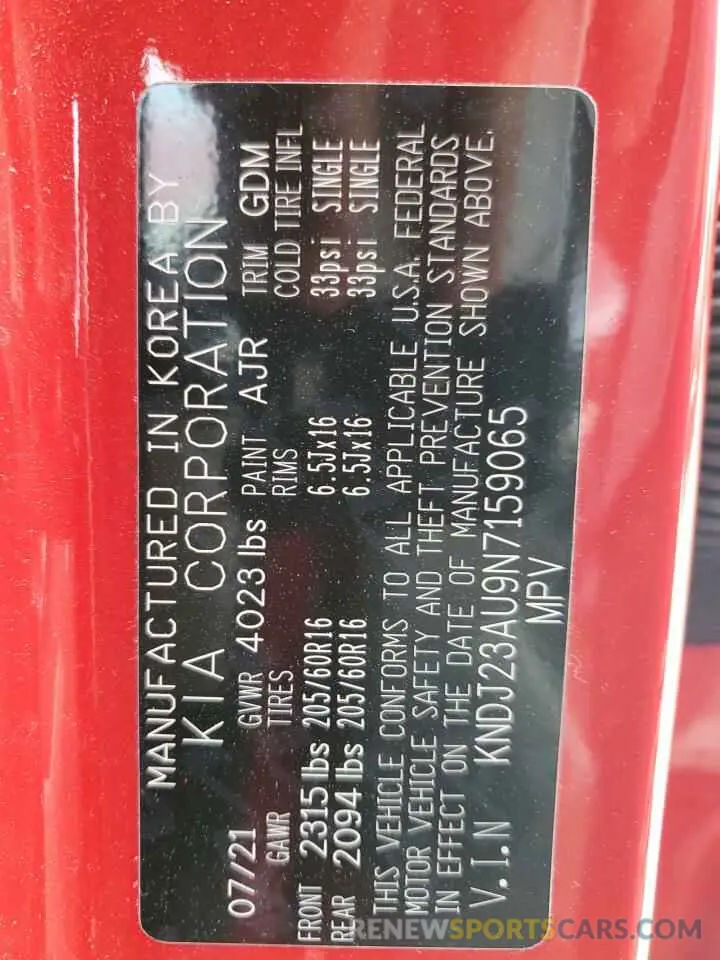 MANUFACTURED IN KOREA BY
KIA CORPORATION
07/21 GVWR 4023 lbs PAINT AJR TRIM GDM
GAWR TIRES RIMS COLD TIRE INFL
FRONT 2315 lbs 205/60R16 6.5Jx16 33psi SINGLE
REAR 2094 lbs 205/60R16 6.5Jx16 33psi SINGLE
THIS VEHICLE CONFORMS TO ALL APPLICABLE U.S.A. FEDERAL
MOTOR VEHICLE SAFETY AND THEFT PREVENTION STANDARDS
IN EFFECT ON THE DATE OF MANUFACTURE SHOWN ABOVE.
V.I.N KNDJ23AU9N7159065
MPV
RENEWSPORTSCARS.COM